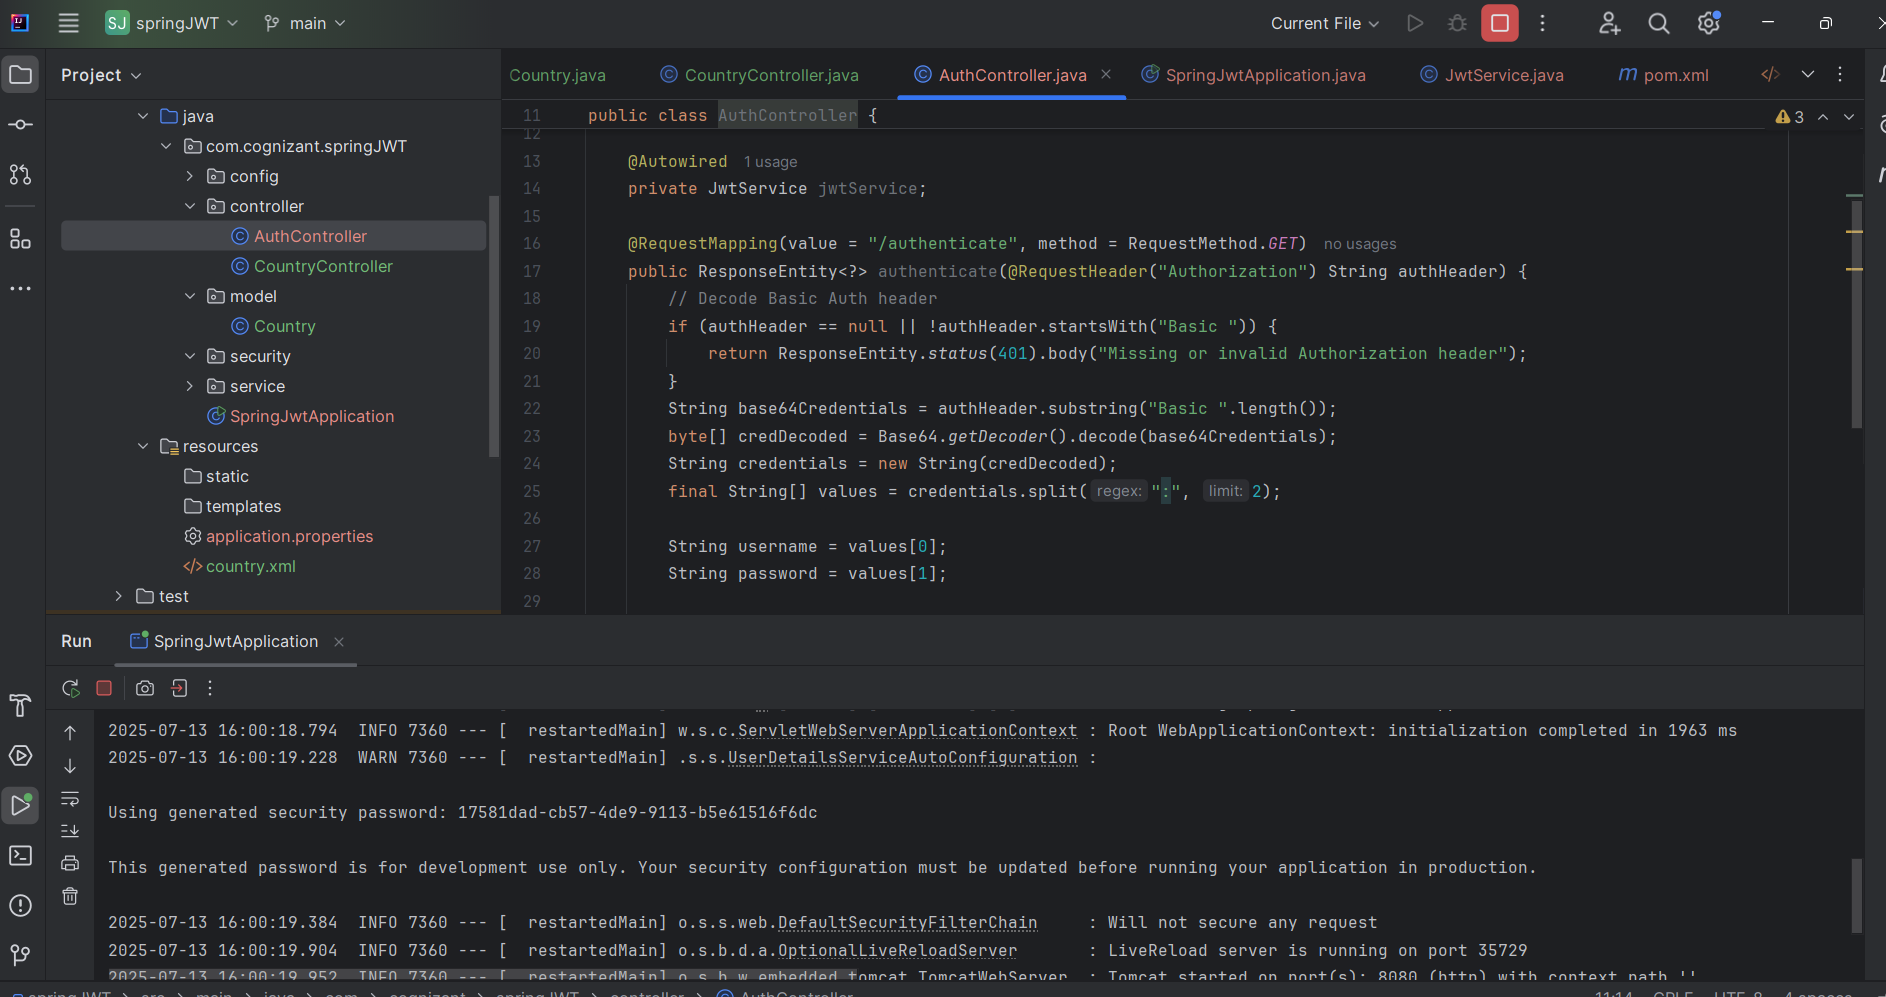 SJ springJWT main Current File
Project
Country.java CountryController.java AuthController.java SpringJwtApplication.java JwtService.java pom.xml
java
com.cognizant.springJWT
config
controller
AuthController
CountryController
model
Country
security
service
SpringJwtApplication
resources
static
templates
application.properties
country.xml
test
11 public class AuthController { 3
12
13 @Autowired 1 usage
14 private JwtService jwtService;
15
16 @RequestMapping(value = "/authenticate", method = RequestMethod.GET) no usages
17 public ResponseEntity<?> authenticate(@RequestHeader("Authorization") String authHeader) {
18 // Decode Basic Auth header
19 if (authHeader == null || !authHeader.startsWith("Basic ")) {
20 return ResponseEntity.status(401).body("Missing or invalid Authorization header");
21 }
22 String base64Credentials = authHeader.substring("Basic ".length());
23 byte[] credDecoded = Base64.getDecoder().decode(base64Credentials);
24 String credentials = new String(credDecoded);
25 final String[] values = credentials.split( regex: ":", limit: 2);
26
27 String username = values[0];
28 String password = values[1];
29
Run SpringJwtApplication
2025-07-13 16:00:18.794 INFO 7360 --- [ restartedMain] w.s.c.ServletWebServerApplicationContext : Root WebApplicationContext: initialization completed in 1963 ms
2025-07-13 16:00:19.228 WARN 7360 --- [ restartedMain] .s.s.UserDetailsServiceAutoConfiguration :
Using generated security password: 17581dad-cb57-4de9-9113-b5e61516f6dc
This generated password is for development use only. Your security configuration must be updated before running your application in production.
2025-07-13 16:00:19.384 INFO 7360 --- [ restartedMain] o.s.s.web.DefaultSecurityFilterChain : Will not secure any request
2025-07-13 16:00:19.904 INFO 7360 --- [ restartedMain] o.s.b.d.a.OptionalLiveReloadServer : LiveReload server is running on port 35729
2025-07-13 16:00:19.952 INFO 7360 --- [ restartedMain] o.s.b.w.embedded.tomcat.TomcatWebServer : Tomcat started on port(s): 8080 (http) with context path ''
springJWT > src > main > java > com > cognizant > springJWT > controller > AuthController 11:14 CRLF UTF-8 4 spaces